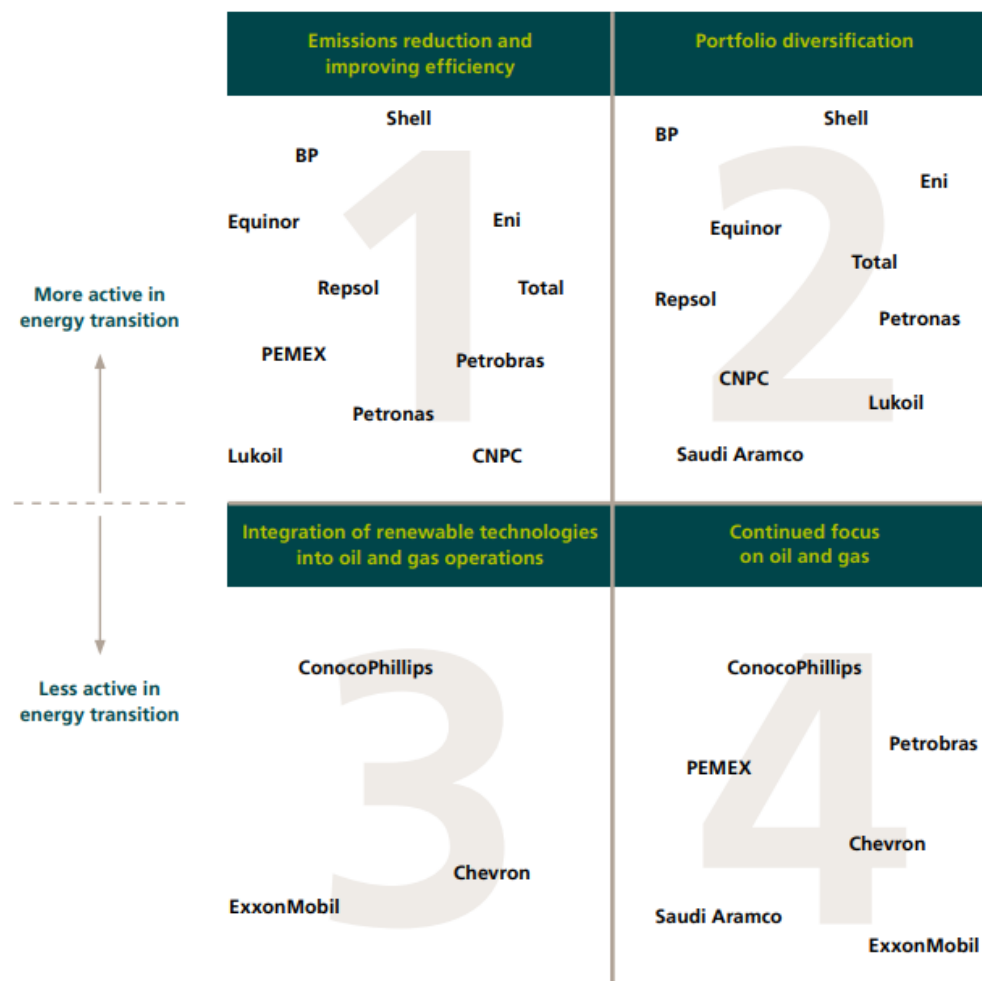 Emissions reduction and
improving efficiency
Portfolio diversification
1
Shell
BP
Equinor
Eni
Repsol
Total
PEMEX
Petrobras
Petronas
Lukoil
CNPC
2
Shell
BP
Eni
Equinor
Total
Repsol
Petronas
CNPC
Lukoil
Saudi Aramco
More active in
energy transition
Less active in
energy transition
Integration of renewable technologies
into oil and gas operations
Continued focus
on oil and gas
3
ConocoPhillips
Chevron
ExxonMobil
4
ConocoPhillips
Petrobras
PEMEX
Chevron
Saudi Aramco
ExxonMobil